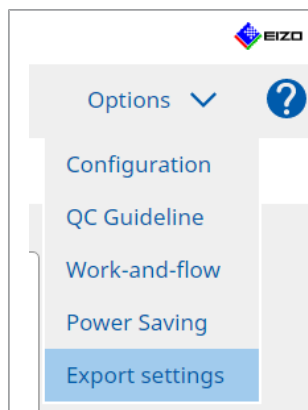 EIZO
Options
?
Configuration
QC Guideline
Work-and-flow
Power Saving
Export settings